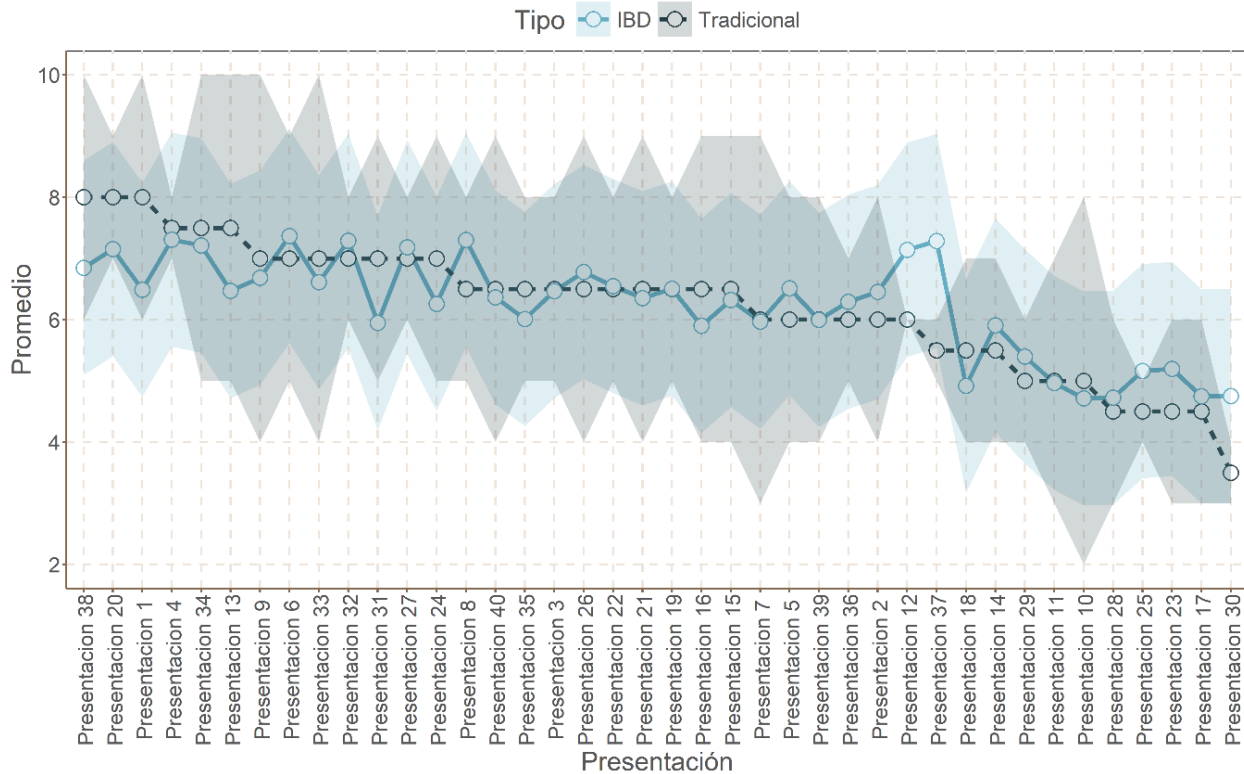 Tipo IBD Tradicional
Promedio
10
8
6
4
2
Presentacion 38
Presentacion 20
Presentacion 1
Presentacion 4
Presentacion 34
Presentacion 13
Presentacion 9
Presentacion 6
Presentacion 33
Presentacion 32
Presentacion 31
Presentacion 27
Presentacion 24
Presentacion 8
Presentacion 40
Presentacion 35
Presentacion 3
Presentacion 26
Presentacion 22
Presentacion 21
Presentacion 19
Presentacion 16
Presentacion 15
Presentacion 7
Presentacion 5
Presentacion 39
Presentacion 36
Presentacion 2
Presentacion 12
Presentacion 37
Presentacion 18
Presentacion 14
Presentacion 29
Presentacion 11
Presentacion 10
Presentacion 28
Presentacion 25
Presentacion 23
Presentacion 17
Presentacion 30
Presentación